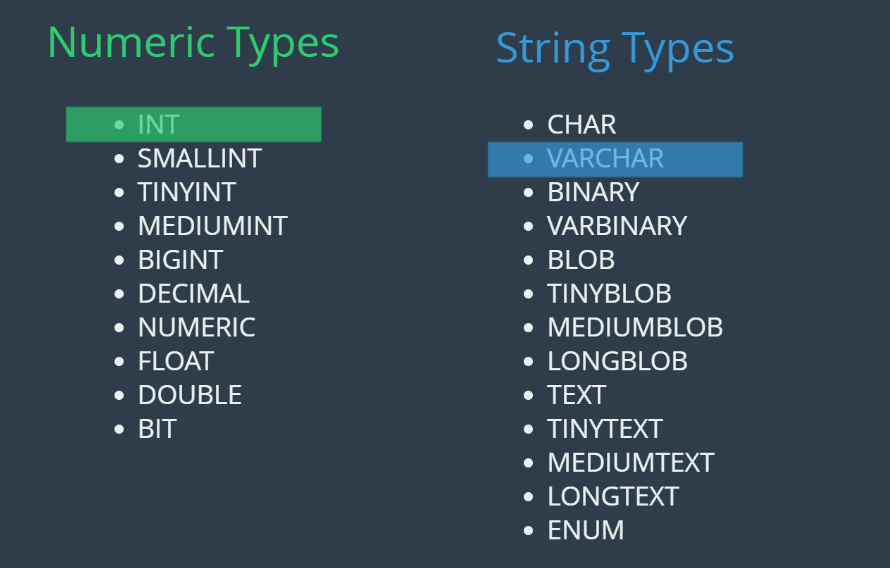 Numeric Types
INT
SMALLINT
TINYINT
MEDIUMINT
BIGINT
DECIMAL
NUMERIC
FLOAT
DOUBLE
BIT
String Types
CHAR
VARCHAR
BINARY
VARBINARY
BLOB
TINYBLOB
MEDIUMBLOB
LONGBLOB
TEXT
TINYTEXT
MEDIUMTEXT
LONGTEXT
ENUM